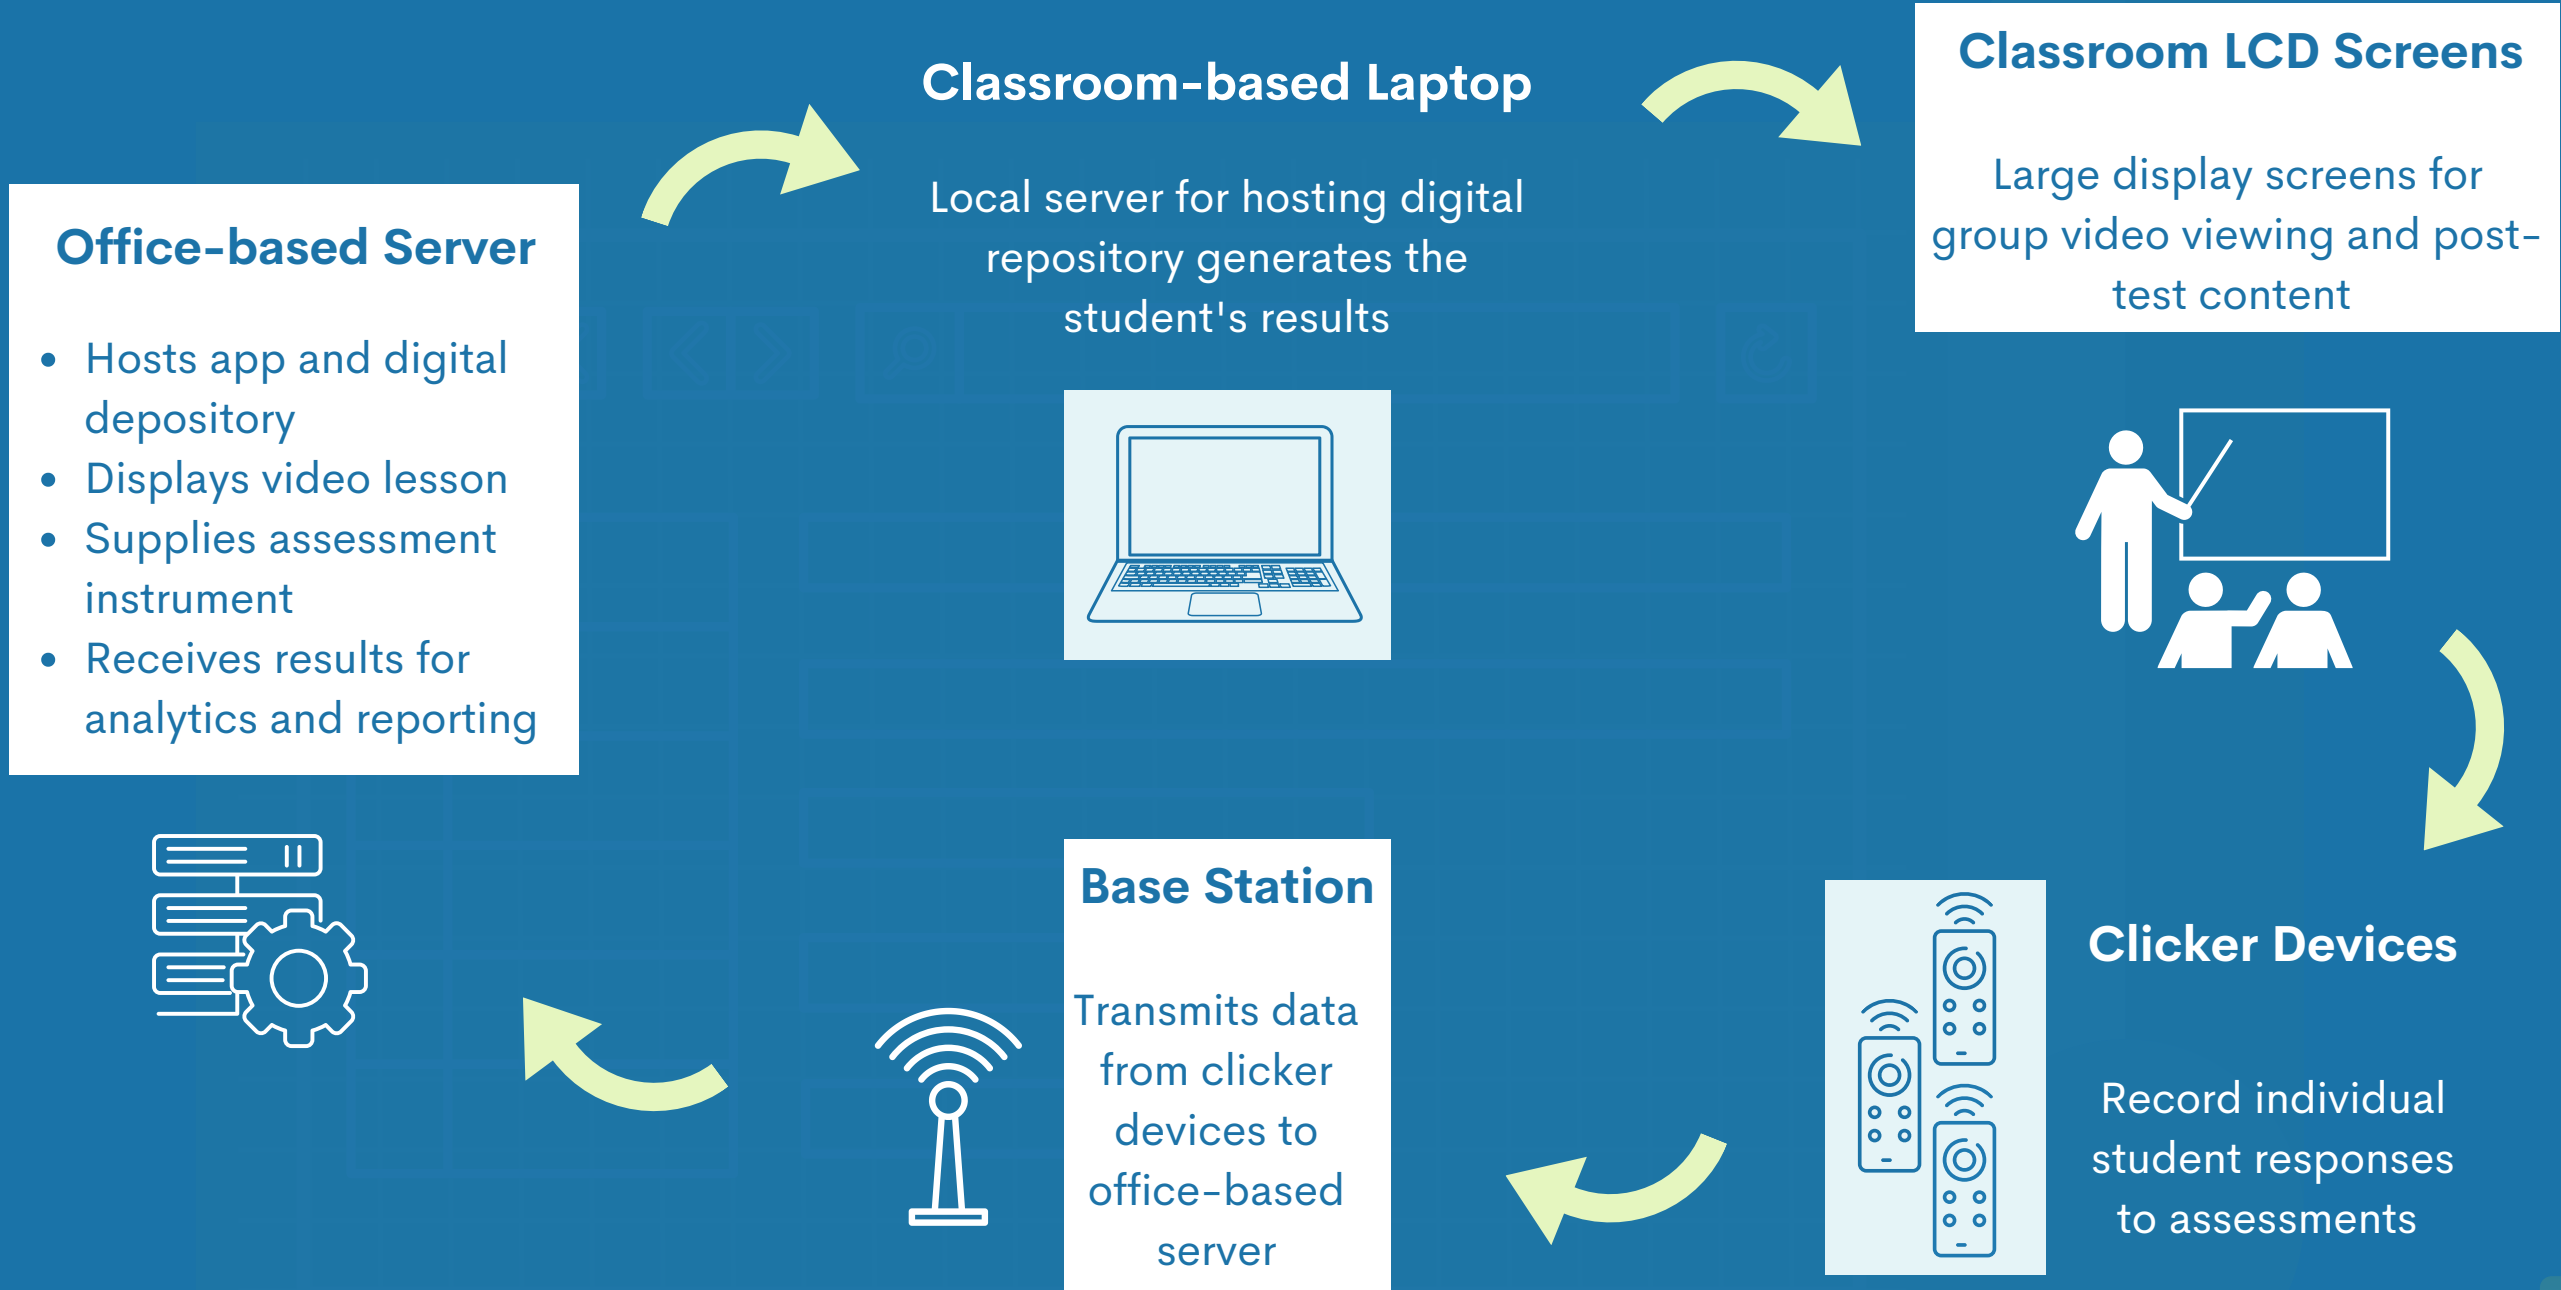 Office-based Server
• Hosts app and digital
depository
• Displays video lesson
• Supplies assessment
instrument
• Receives results for
analytics and reporting
Classroom-based Laptop
Local server for hosting digital
repository generates the
student's results
Classroom LCD Screens
Large display screens for
group video viewing and post-
test content
Clicker Devices
Record individual
student responses
to assessments
Base Station
Transmits data
from clicker
devices to
office-based
server